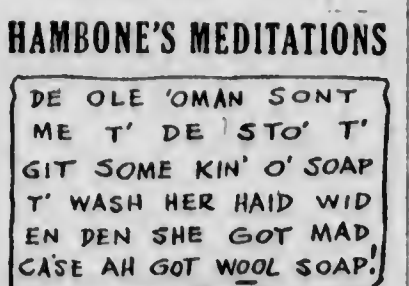 HAMBONE'S MEDITATIONS
DE OLE 'OMAN SONT
ME T' DE STO' T'
GIT SOME KIN' O' SOAP
T' WASH HER HAID WID
EN DEN SHE GOT MAD
CA'SE AH GOT WOOL SOAP!